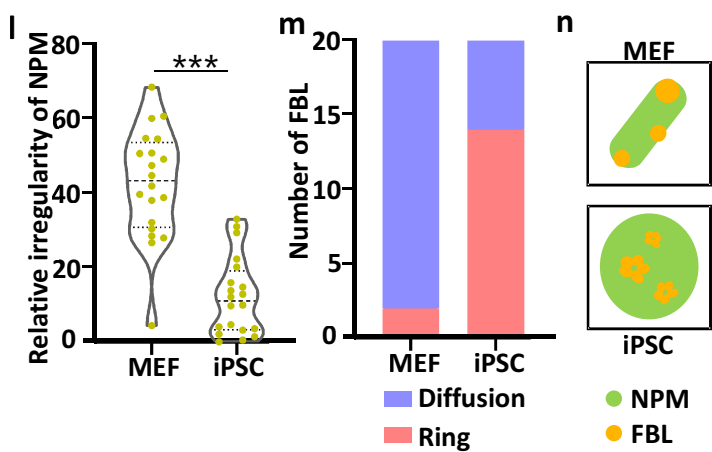 l
Relative irregularity of NPM
80
60
40
20
0
***
MEF
iPSC
m
Number of FBL
20
15
10
5
0
MEF
iPSC
Diffusion
Ring
n
MEF
iPSC
NPM
FBL